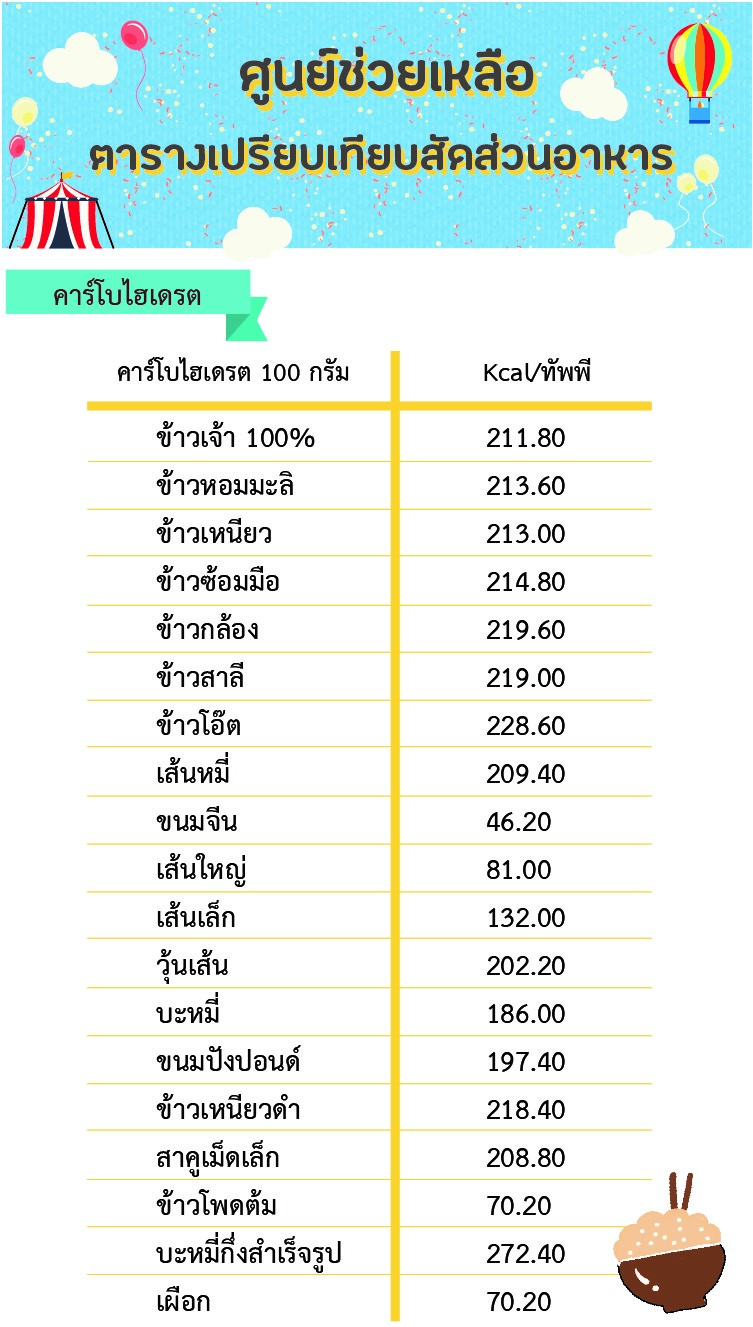 ศูนย์ช่วยเหลือ
ตารางเปรียบเทียบสัดส่วนอาหาร
คาร์โบไฮเดรต
คาร์โบไฮเดรต 100 กรัม Kcal/ทัพพี
ข้าวเจ้า 100% 211.80
ข้าวหอมมะลิ 213.60
ข้าวเหนียว 213.00
ข้าวซ้อมมือ 214.80
ข้าวกล้อง 219.60
ข้าวสาลี 219.00
ข้าวโอ๊ต 228.60
เส้นหมี่ 209.40
ขนมจีน 46.20
เส้นใหญ่ 81.00
เส้นเล็ก 132.00
วุ้นเส้น 202.20
บะหมี่ 186.00
ขนมปังปอนด์ 197.40
ข้าวเหนียวดำ 218.40
สาคูเม็ดเล็ก 208.80
ข้าวโพดต้ม 70.20
บะหมี่กึ่งสำเร็จรูป 272.40
เผือก 70.20